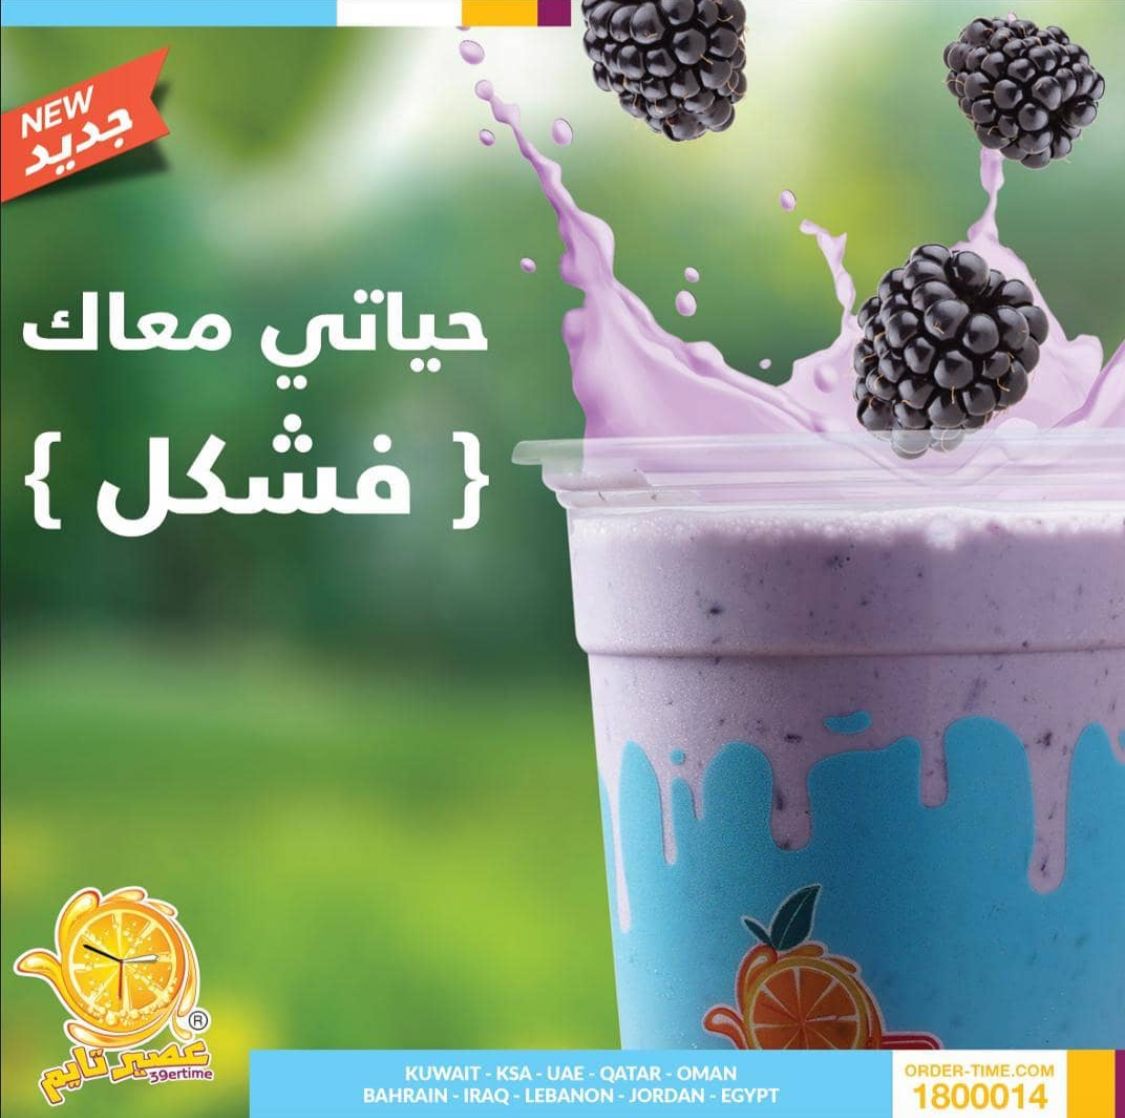 NEW
جديد
حياتي معاك
{ فشكل }
®
عصير تايم
39ertime
KUWAIT - KSA - UAE - QATAR - OMAN
BAHRAIN - IRAQ - LEBANON - JORDAN - EGYPT
ORDER-TIME.COM
1800014